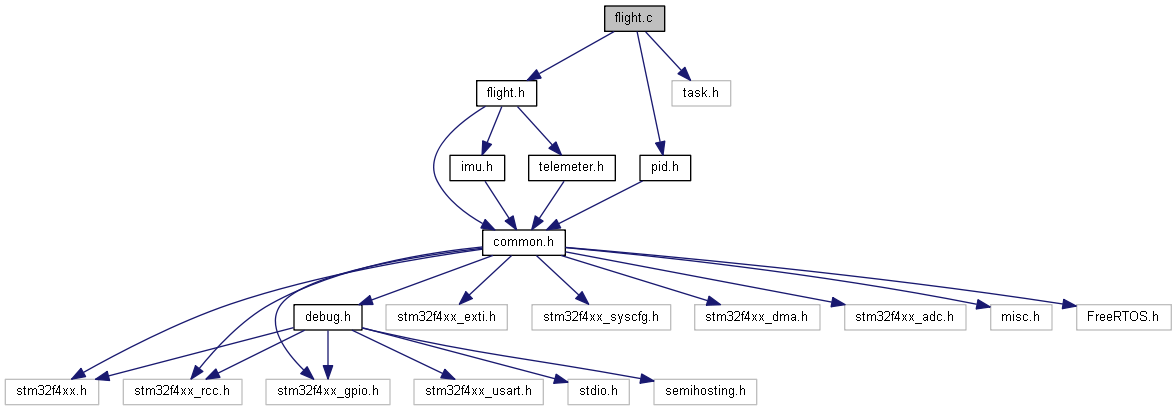 flight.c
flight.h
task.h
imu.h
telemeter.h
pid.h
common.h
debug.h
stm32f4xx_exti.h
stm32f4xx_syscfg.h
stm32f4xx_dma.h
stm32f4xx_adc.h
misc.h
FreeRTOS.h
stm32f4xx.h
stm32f4xx_rcc.h
stm32f4xx_gpio.h
stm32f4xx_usart.h
stdio.h
semihosting.h